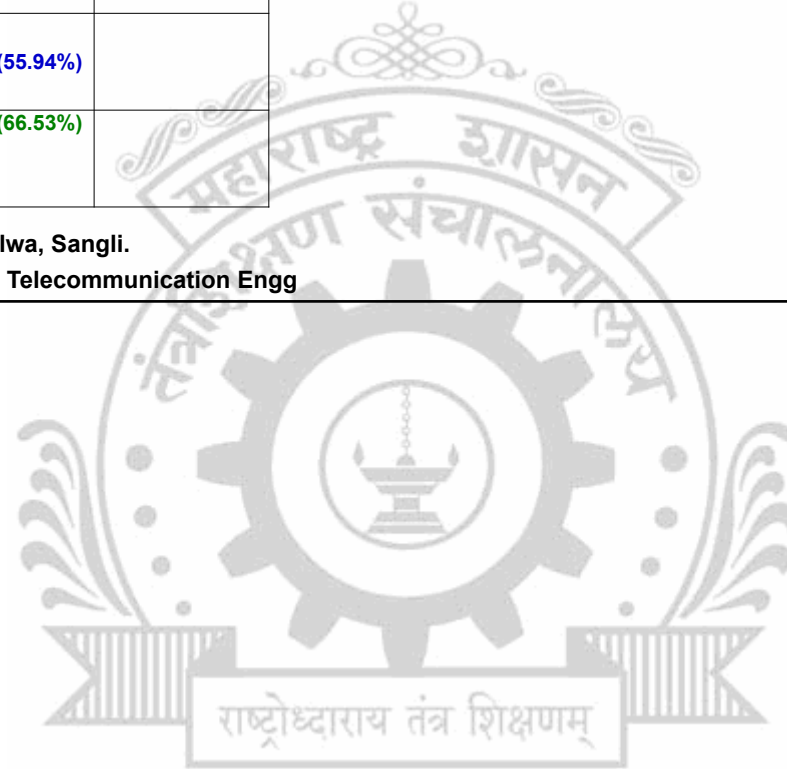 (55.94%)
(66.53%)
lwa, Sangli.
Telecommunication Engg
महाराष्ट्र शासन
तंत्रशिक्षण संचालनालय
राष्ट्रोध्दाराय तंत्र शिक्षणम्